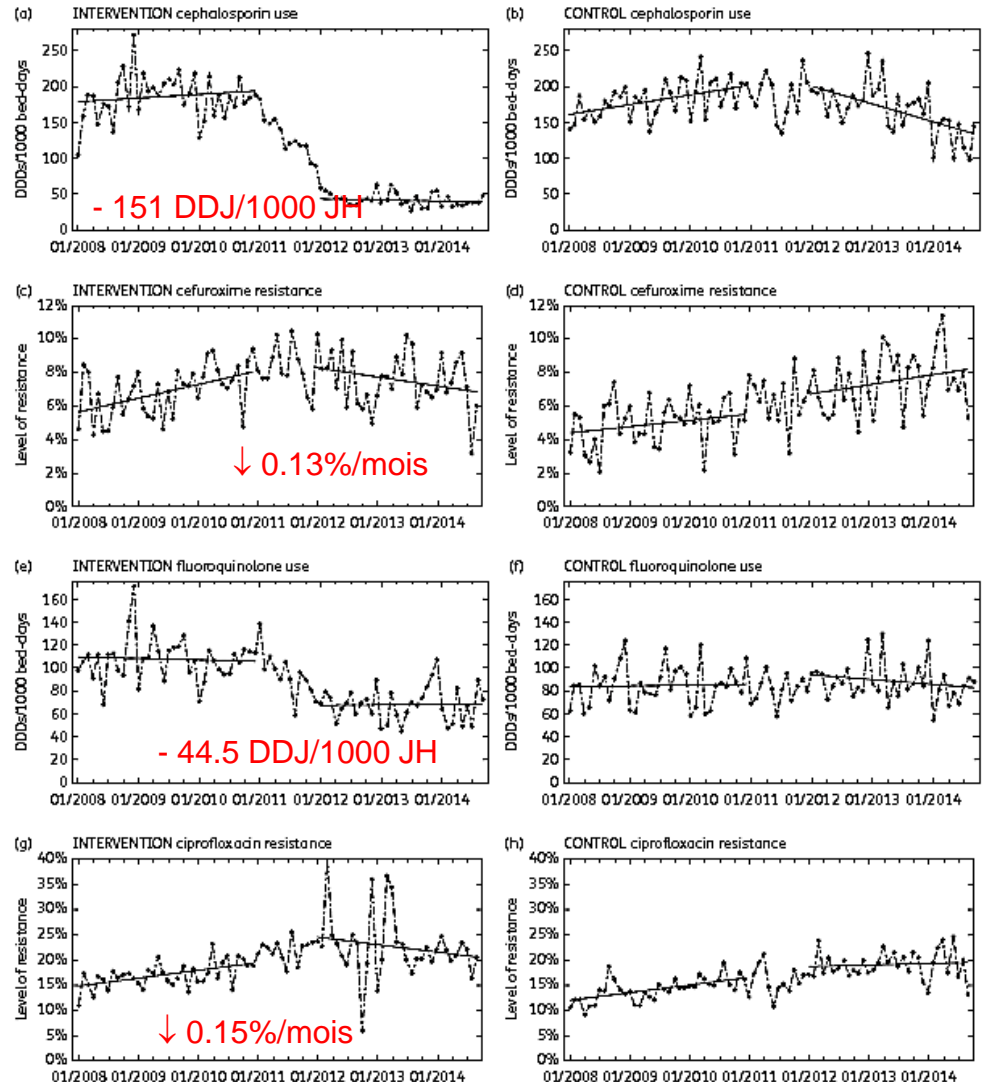 (a) INTERVENTION cephalosporin use
DDDs/1000 bed-days
250
200
150
100
50
0
- 151 DDJ/1000 JH
01/2008 01/2009 01/2010 01/2011 01/2012 01/2013 01/2014
(b) CONTROL cephalosporin use
DDDs/1000 bed-days
250
200
150
100
50
0
01/2008 01/2009 01/2010 01/2011 01/2012 01/2013 01/2014
(c) INTERVENTION cefuroxime resistance
Level of resistance
12%
10%
8%
6%
4%
2%
0%
↓ 0.13%/mois
01/2008 01/2009 01/2010 01/2011 01/2012 01/2013 01/2014
(d) CONTROL cefuroxime resistance
Level of resistance
12%
10%
8%
6%
4%
2%
0%
01/2008 01/2009 01/2010 01/2011 01/2012 01/2013 01/2014
(e) INTERVENTION fluoroquinolone use
DDDs/1000 bed-days
160
140
120
100
80
60
40
20
0
- 44.5 DDJ/1000 JH
01/2008 01/2009 01/2010 01/2011 01/2012 01/2013 01/2014
(f) CONTROL fluoroquinolone use
DDDs/1000 bed-days
160
140
120
100
80
60
40
20
0
01/2008 01/2009 01/2010 01/2011 01/2012 01/2013 01/2014
(g) INTERVENTION ciprofloxacin resistance
Level of resistance
40%
35%
30%
25%
20%
15%
10%
5%
0%
↓ 0.15%/mois
01/2008 01/2009 01/2010 01/2011 01/2012 01/2013 01/2014
(h) CONTROL ciprofloxacin resistance
Level of resistance
40%
35%
30%
25%
20%
15%
10%
5%
0%
01/2008 01/2009 01/2010 01/2011 01/2012 01/2013 01/2014